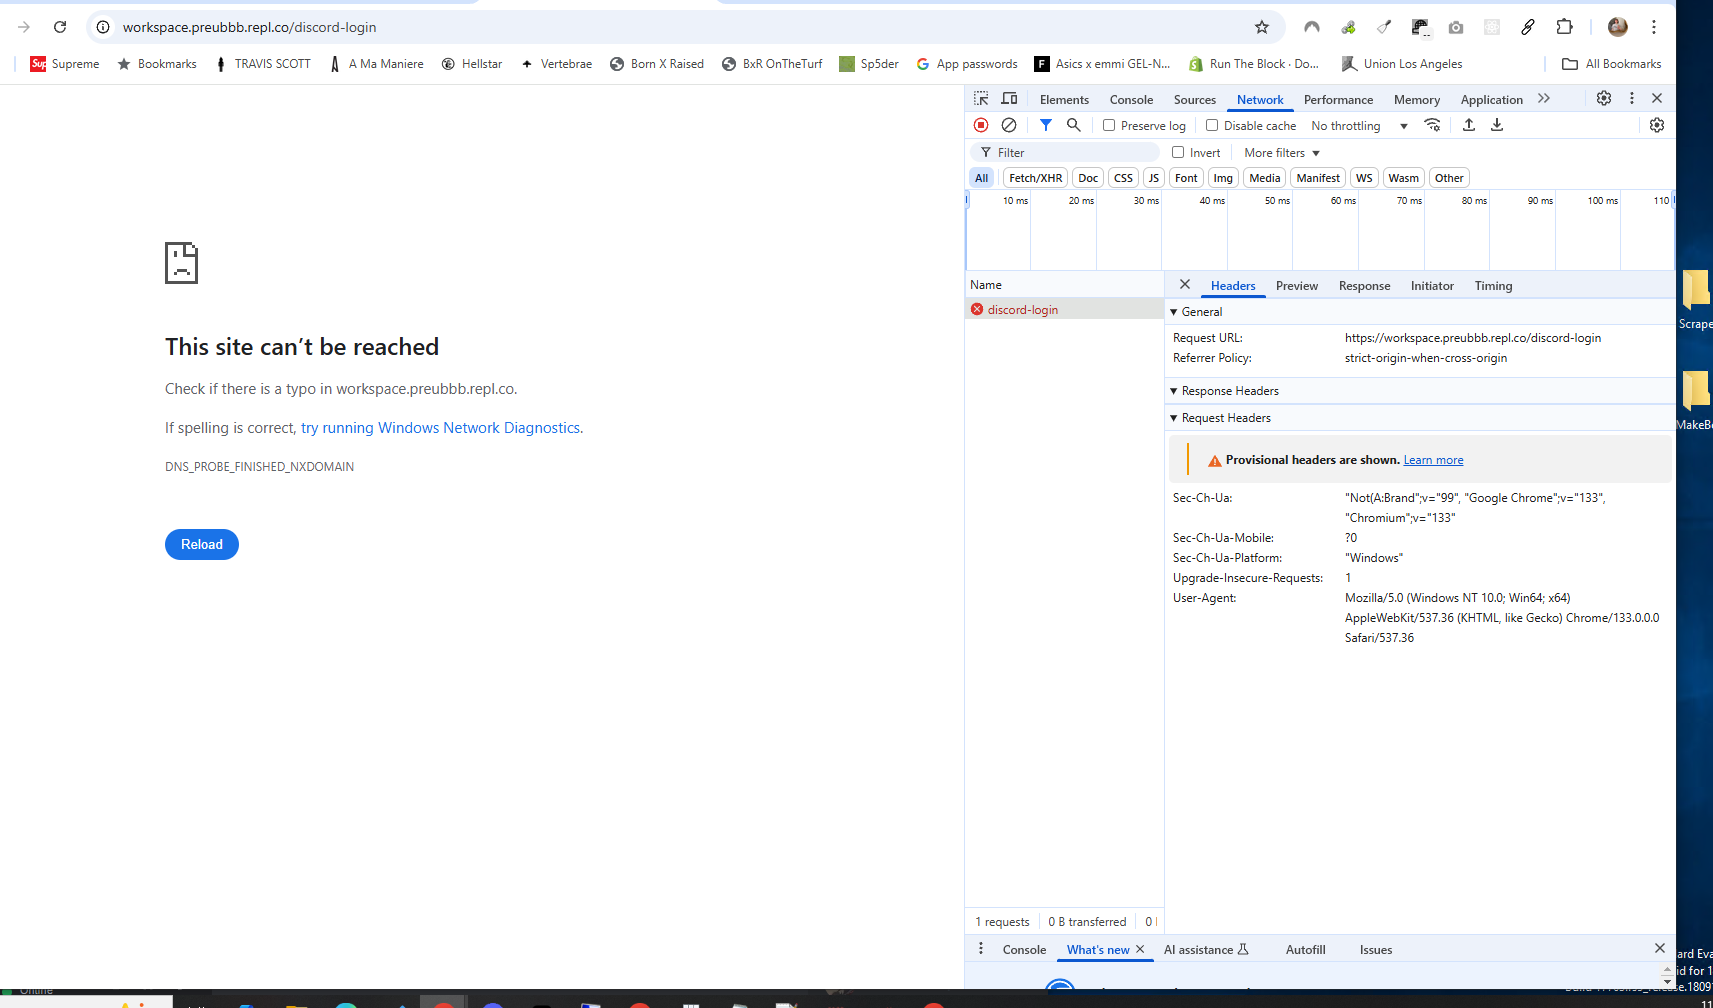 workspace.preubbb.repl.co/discord-login
Supreme Bookmarks TRAVIS SCOTT A Ma Maniere Hellstar Vertebrae Born X Raised BxR OnTheTurf Sp5der App passwords Asics x emmi GEL-N... Run The Block · Do... Union Los Angeles All Bookmarks
Elements Console Sources Network Performance Memory Application
Preserve log Disable cache No throttling
Filter Invert More filters
All Fetch/XHR Doc CSS JS Font Img Media Manifest WS Wasm Other
10 ms 20 ms 30 ms 40 ms 50 ms 60 ms 70 ms 80 ms 90 ms 100 ms 110
Name
discord-login
Headers Preview Response Initiator Timing
General
Request URL: https://workspace.preubbb.repl.co/discord-login
Referrer Policy: strict-origin-when-cross-origin
Response Headers
Request Headers
Provisional headers are shown. Learn more
Sec-Ch-Ua: "Not(A:Brand";v="99", "Google Chrome";v="133",
"Chromium";v="133"
Sec-Ch-Ua-Mobile: ?0
Sec-Ch-Ua-Platform: "Windows"
Upgrade-Insecure-Requests: 1
User-Agent: Mozilla/5.0 (Windows NT 10.0; Win64; x64)
AppleWebKit/537.36 (KHTML, like Gecko) Chrome/133.0.0.0
Safari/537.36
This site can't be reached
Check if there is a typo in workspace.preubbb.repl.co.
If spelling is correct, try running Windows Network Diagnostics.
DNS_PROBE_FINISHED_NXDOMAIN
Reload
1 requests 0 B transferred 0
Console What's new AI assistance Autofill Issues
Scrape
MakeB
ard Eva
id for 1